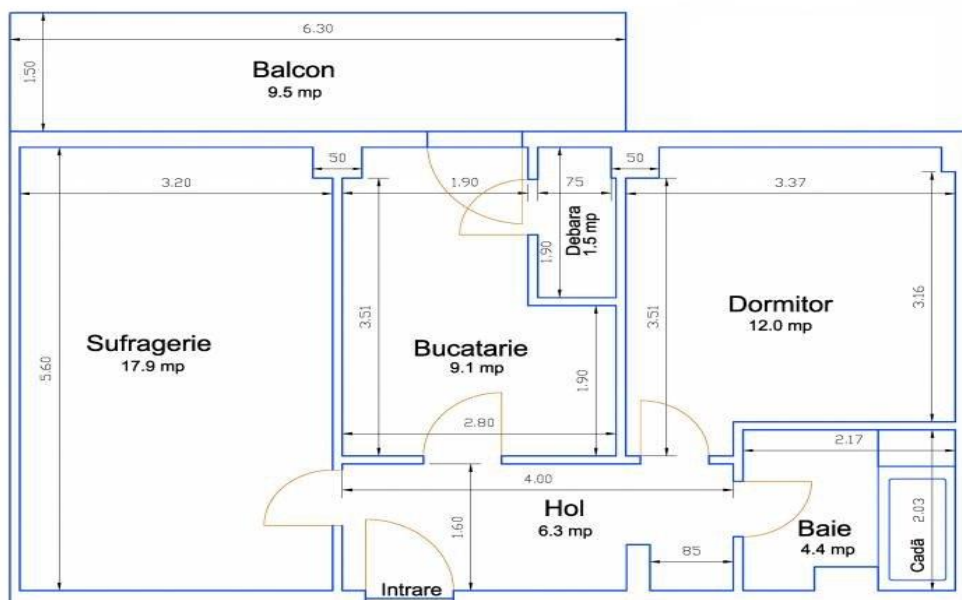 6.30
1.50
Balcon
9.5 mp
50
50
3.20
1.90
75
3.37
Debara
1.5 mp
1.90
3.51
3.51
3.16
5.60
Sufragerie
17.9 mp
Bucatarie
9.1 mp
Dormitor
12.0 mp
1.90
2.80
2.17
4.00
Hol
6.3 mp
1.60
85
Baie
4.4 mp
Cadă
2.03
Intrare